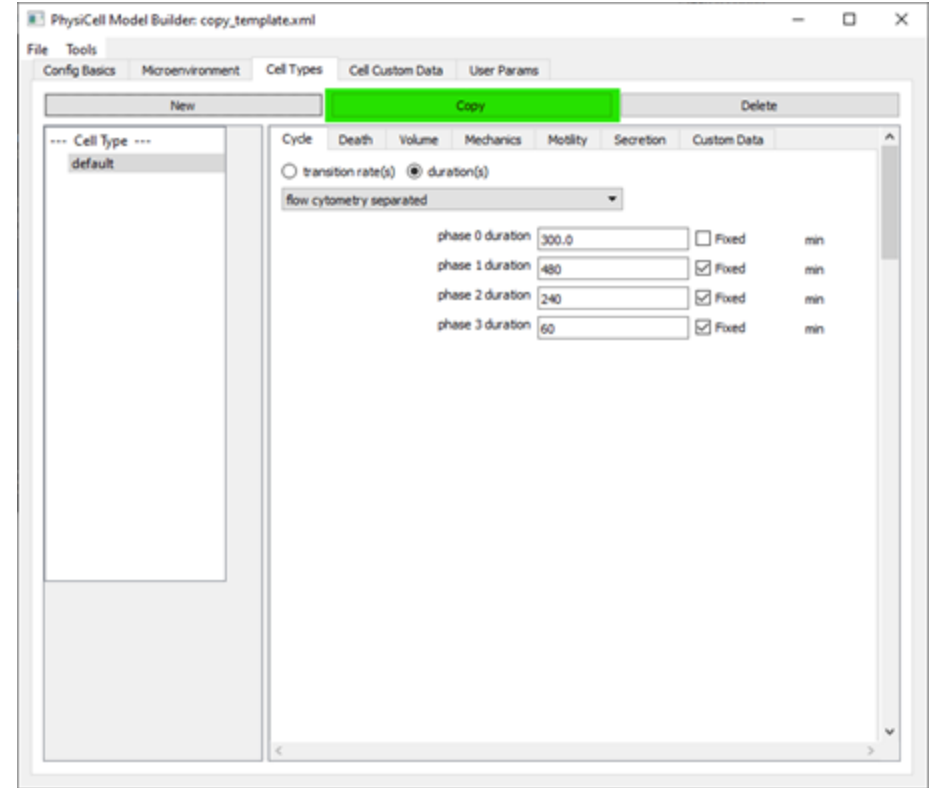 PhysiCell Model Builder: copy_template.xml
File Tools
Config Basics Microenvironment Cell Types Cell Custom Data User Params
New Copy Delete
--- Cell Type ---
default
Cycle Death Volume Mechanics Motility Secretion Custom Data
transition rate(s) duration(s)
flow cytometry separated
phase 0 duration 300.0 Fixed min
phase 1 duration 480 Fixed min
phase 2 duration 240 Fixed min
phase 3 duration 60 Fixed min